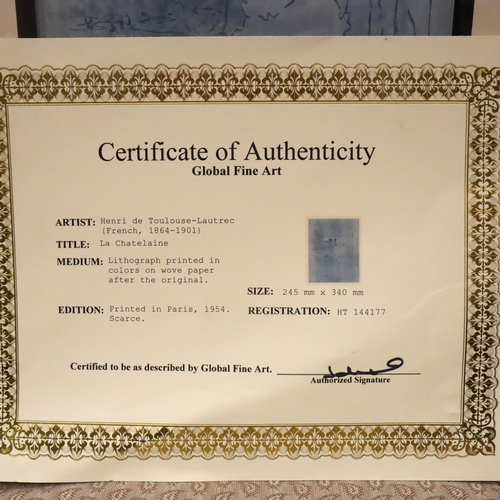 Certificate of Authenticity
Global Fine Art
ARTIST: Henri de Toulouse-Lautrec
(French, 1864-1901)
TITLE: La Chatelaine
MEDIUM: Lithograph printed in
colors on wove paper
after the original.
SIZE: 245 mm x 340 mm
EDITION: Printed in Paris, 1954.
Scarce.
REGISTRATION: HT 144177
Certified to be as described by Global Fine Art.
Authorized Signature